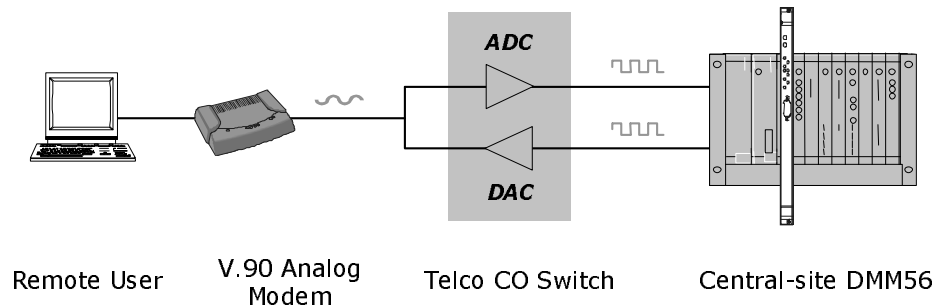 ADC
DAC
Remote User
V.90 Analog
Modem
Telco CO Switch
Central-site DMM56